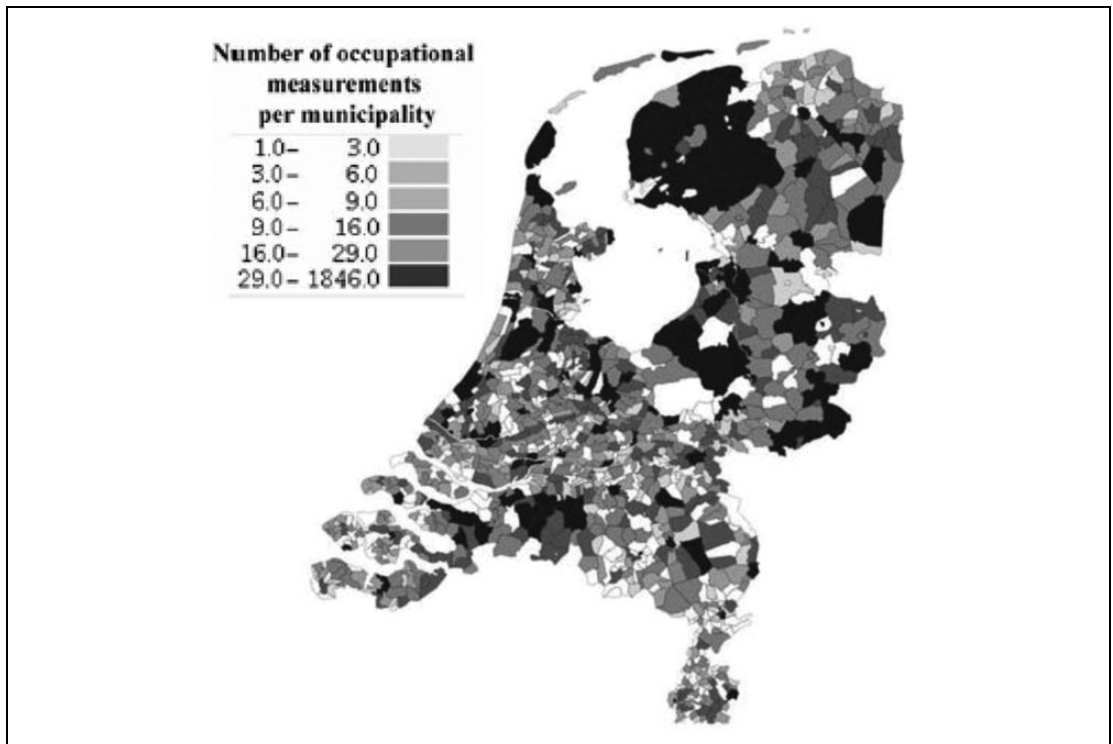 Number of occupational
measurements
per municipality
1.0– 3.0
3.0– 6.0
6.0– 9.0
9.0– 16.0
16.0– 29.0
29.0– 1846.0